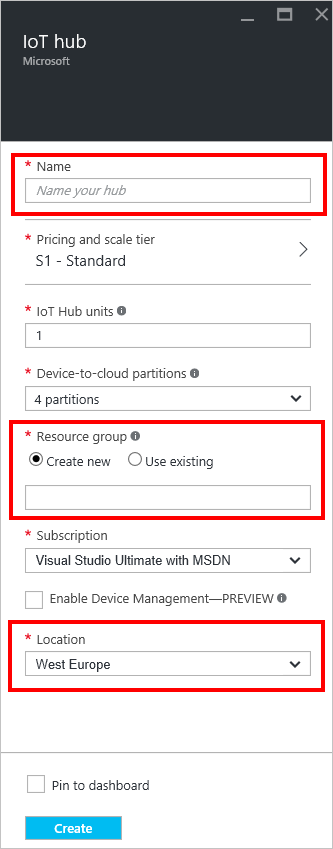 IoT hub
Microsoft
* Name
Name your hub
* Pricing and scale tier
S1 - Standard
* IoT Hub units
1
* Device-to-cloud partitions
4 partitions
* Resource group
Create new Use existing
* Subscription
Visual Studio Ultimate with MSDN
Enable Device Management—PREVIEW
* Location
West Europe
Pin to dashboard
Create